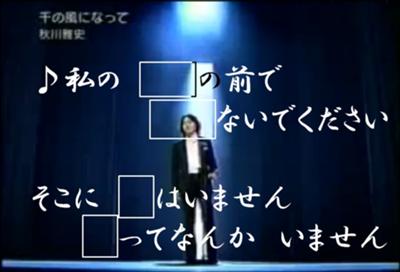 千の風になって
秋川雅史
♪私の □]の前で
□ないでください
そこに □はいません
□ってなんか いません